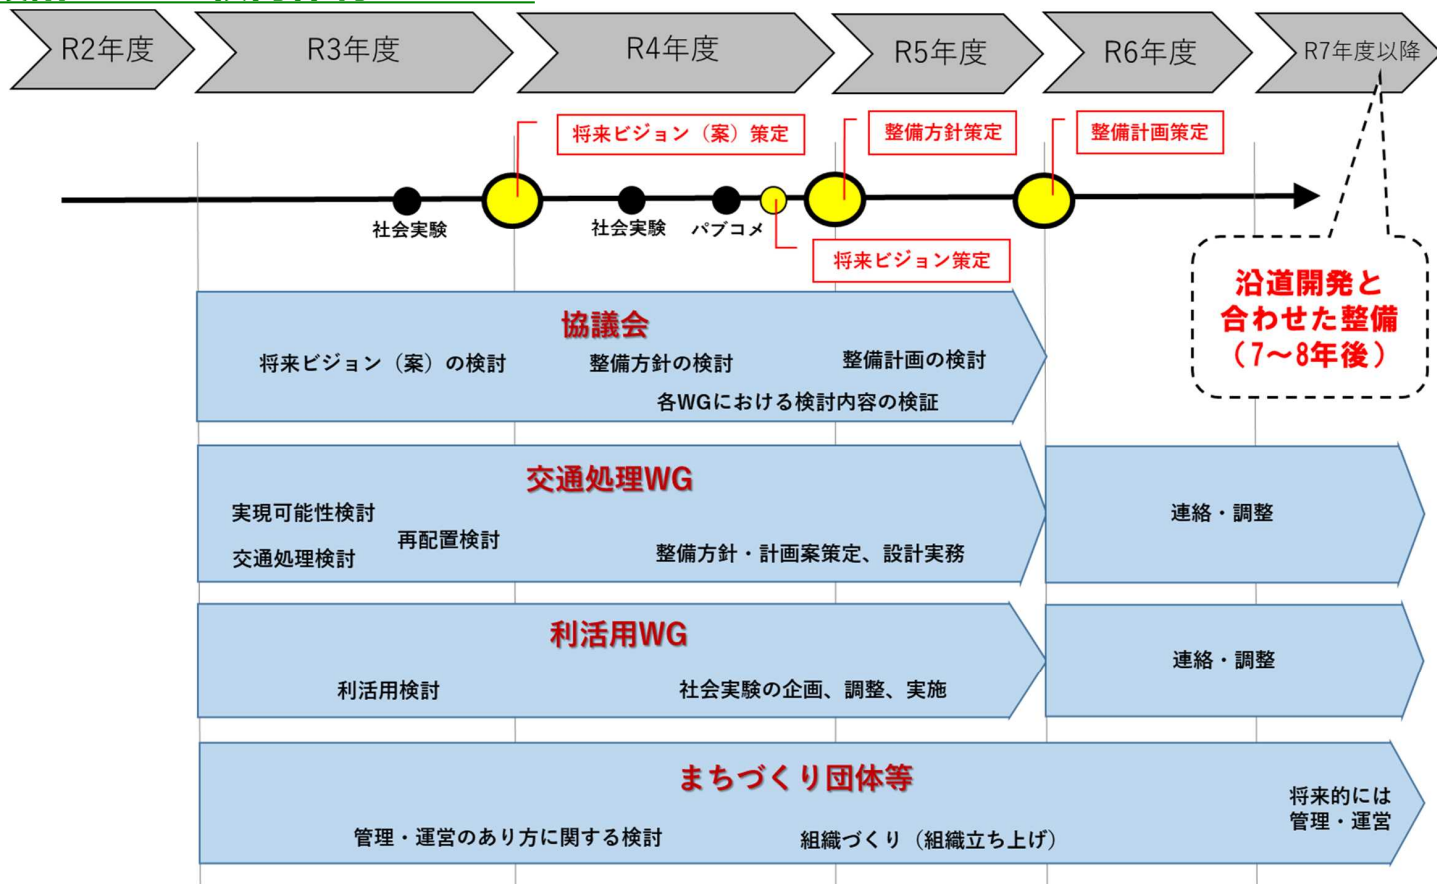 R2年度
R3年度
R4年度
R5年度
R6年度
R7年度以降
将来ビジョン（案）策定
整備方針策定
整備計画策定
社会実験
社会実験
パブコメ
将来ビジョン策定
沿道開発と
合わせた整備
（7～8年後）
協議会
将来ビジョン（案）の検討
整備方針の検討
整備計画の検討
各WGにおける検討内容の検証
交通処理WG
実現可能性検討
再配置検討
交通処理検討
整備方針・計画案策定、設計実務
連絡・調整
利活用WG
利活用検討
社会実験の企画、調整、実施
連絡・調整
まちづくり団体等
管理・運営のあり方に関する検討
組織づくり（組織立ち上げ）
将来的には
管理・運営